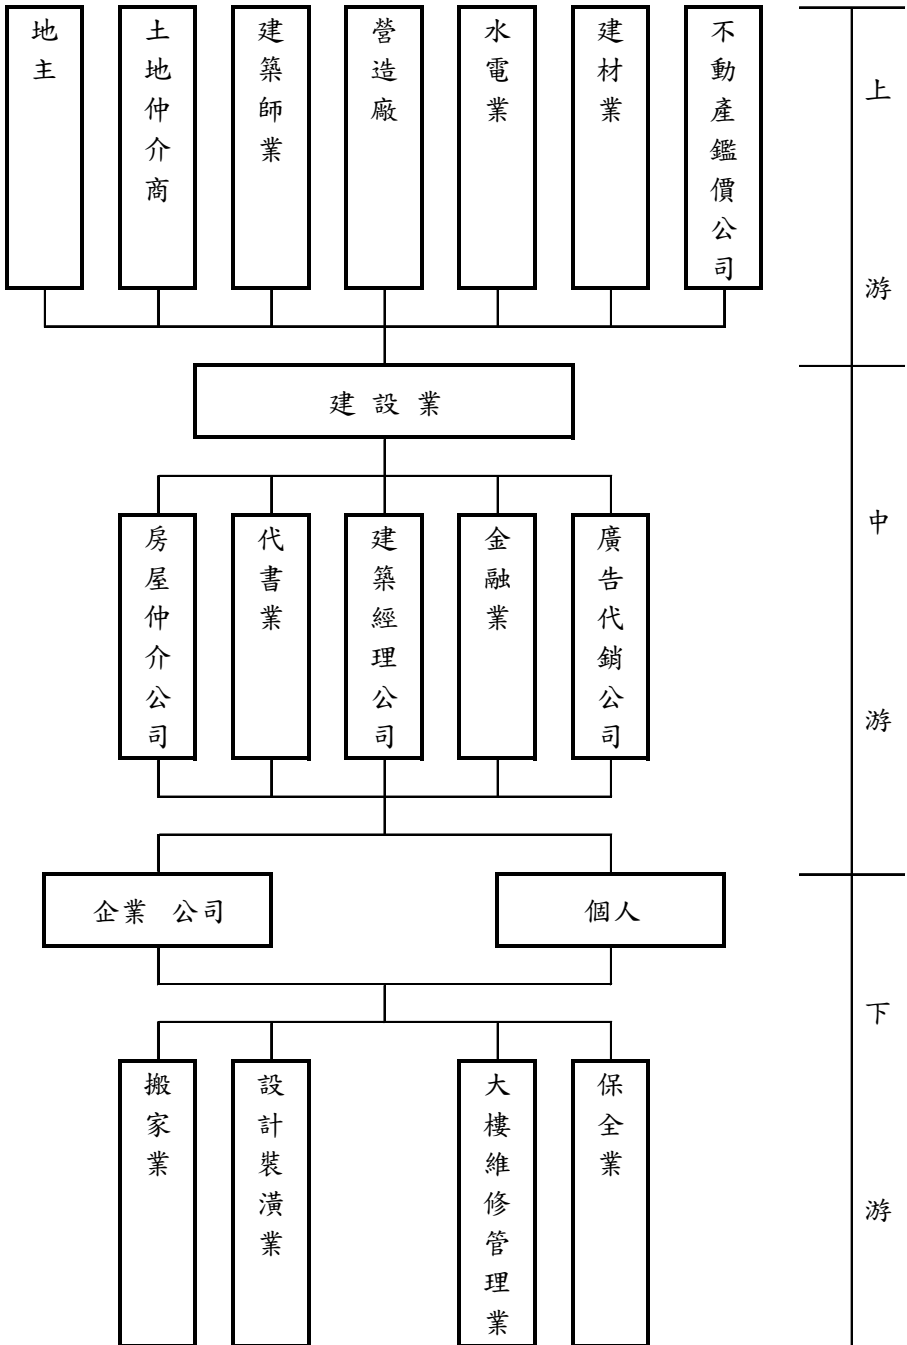 地主
土地仲介商
建築師業
營造廠
水電業
建材業
不動產鑑價公司
上游
建設業
房屋仲介公司
代書業
建築經理公司
金融業
廣告代銷公司
中游
企業 公司
個人
搬家業
設計裝潢業
大樓維修管理業
保全業
下游